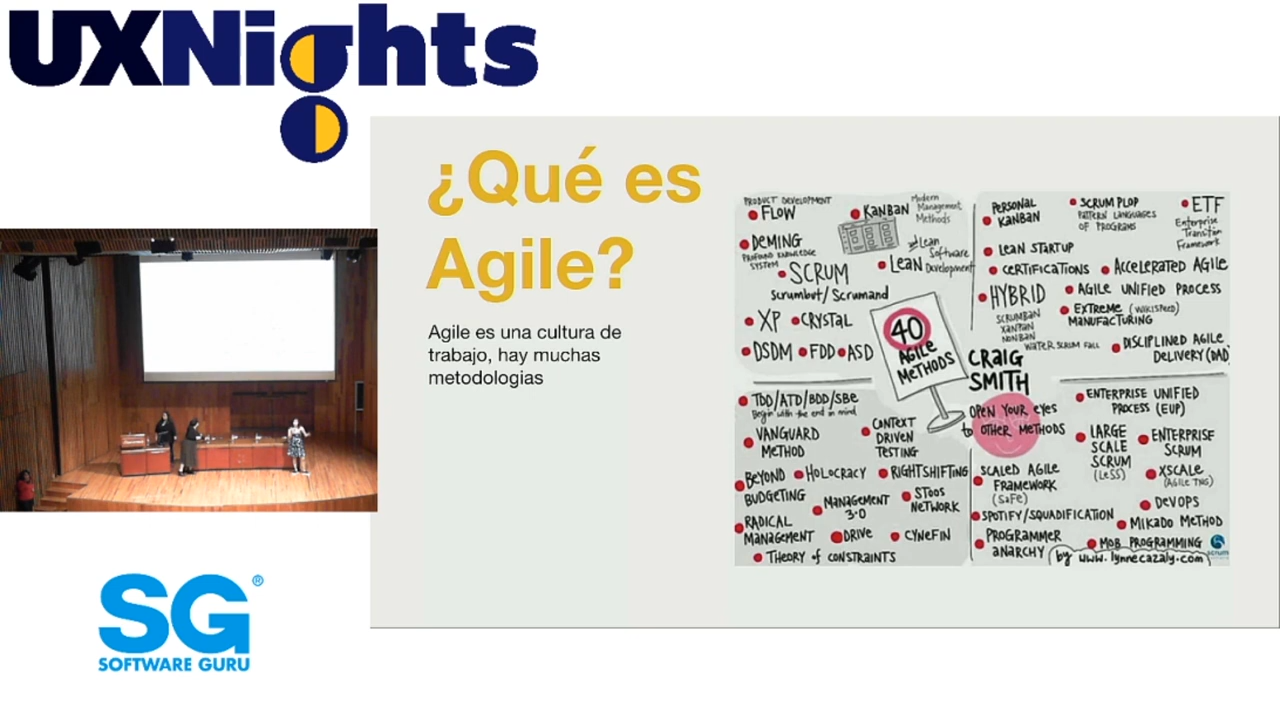 UXNights
¿Qué es
Agile?
Agile es una cultura de
trabajo, hay muchas
metodologias
PRODUCT DEVELOPMENT
FLOW
KANBAN
Modern
Management
Methods
DEMING
PROFOUND KNOWLEDGE
SYSTEM
LEAN
Lean
Software
Development
SCRUM
Scrumbut/Scrumand
XP
CRYSTAL
DSDM
FDD
ASD
PERSONAL
KANBAN
SCRUM PLOP
PATTERN LANGUAGES
OF PROGRAMS
ETF
Enterprise
Transition
Framework
LEAN STARTUP
CERTIFICATIONS
ACCELERATED AGILE
HYBRID
SCRUMBAN
XANPAN
NONBAN
WATER SCRUM FALL
AGILE UNIFIED PROCESS
EXTREME (WIKISPEED)
MANUFACTURING
DISCIPLINED AGILE
DELIVERY (DAD)
40
AGILE
METHODS
CRAIG
SMITH
OPEN YOUR EYES
to OTHER METHODS
TDD/ATD/BDD/SBE
Begin with the end in mind
VANGUARD
METHOD
CONTEXT
DRIVEN
TESTING
BEYOND
BUDGETING
HOLOCRACY
RIGHTSHIFTING
MANAGEMENT
3.0
STOOS
NETWORK
RADICAL
MANAGEMENT
DRIVE
CYNEFIN
THEORY of CONSTRAINTS
ENTERPRISE UNIFIED
PROCESS (EUP)
LARGE
SCALE
SCRUM
(LeSS)
ENTERPRISE
SCRUM
SCALED AGILE
FRAMEWORK
(SaFe)
XSCALE
(AGILE TNG)
DEVOPS
SPOTIFY/SQUADIFICATION
MIKADO METHOD
PROGRAMMER
ANARCHY
MOB PROGRAMMING
by www.lynnecazaly.com
scrum
SG®
SOFTWARE GURU